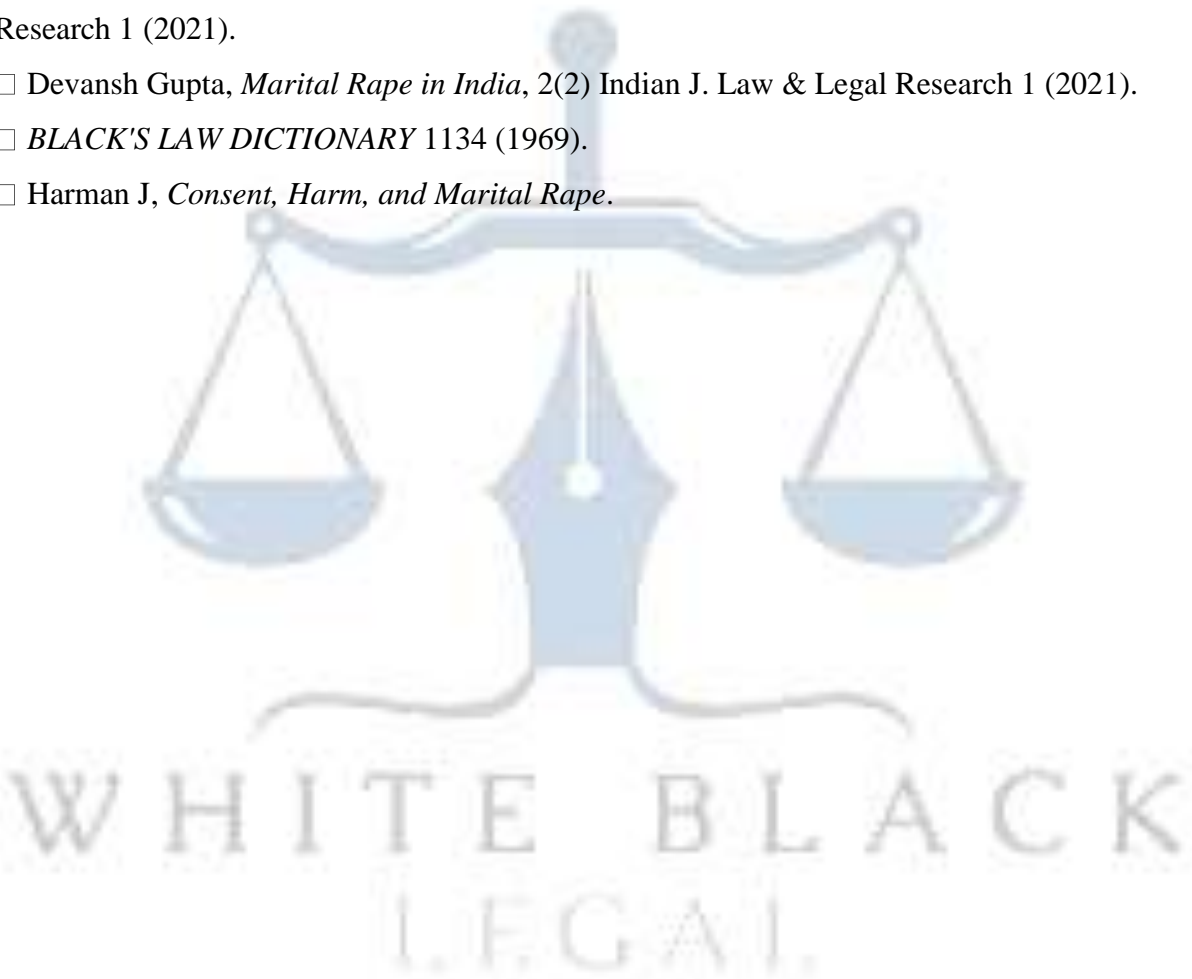 Research 1 (2021).
□ Devansh Gupta, Marital Rape in India, 2(2) Indian J. Law & Legal Research 1 (2021).
□ BLACK'S LAW DICTIONARY 1134 (1969).
□ Harman J, Consent, Harm, and Marital Rape.
WHITE BLACK
LEGAL